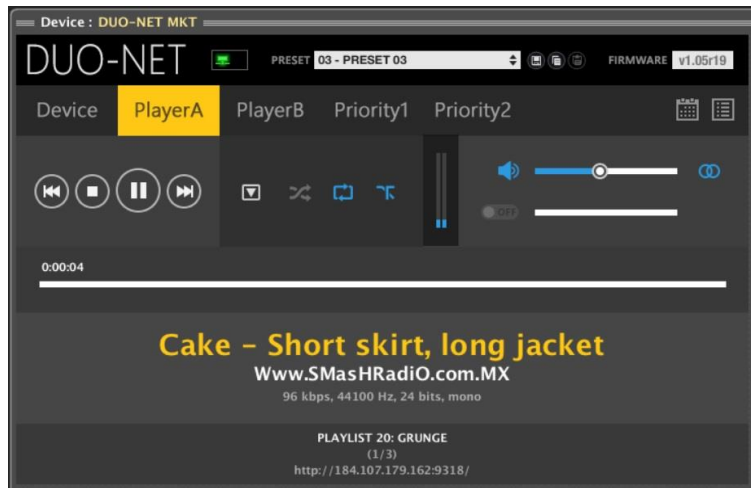 Device : DUO-NET MKT
DUO-NET PRESET 03 - PRESET 03 FIRMWARE v1.05r19
Device PlayerA PlayerB Priority1 Priority2
OFF
0:00:04
Cake – Short skirt, long jacket
Www.SMasHRadiO.com.MX
96 kbps, 44100 Hz, 24 bits, mono
PLAYLIST 20: GRUNGE
(1/3)
http://184.107.179.162:9318/